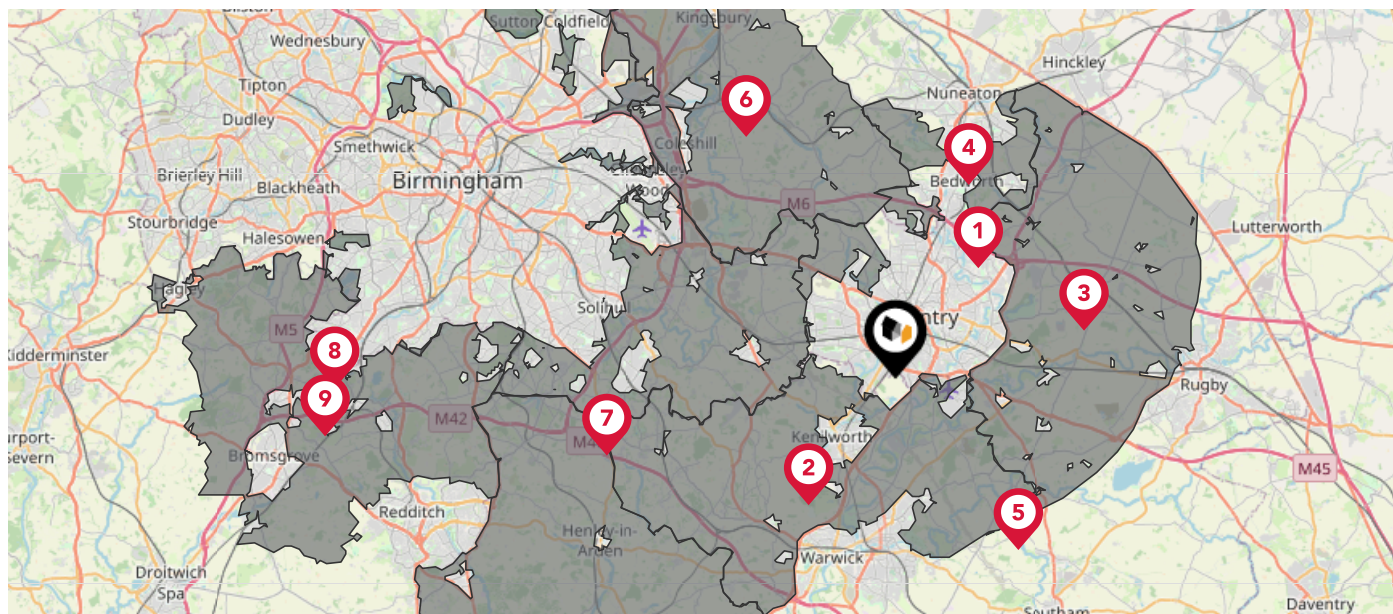 Sutton Coldfield
Kingsbury
Wednesbury
Hinckley
Tipton
Nuneaton
6
Dudley
Smethwick
Coleshill
4
Brierley Hill
Birmingham
Wood
Bedworth
Blackheath
M6
Stourbridge
1
Lutterworth
Halesowen
Hagley
3
Solihull
M5
8
Kidderminster
Rugby
9
7
M42
Kenilworth
Bromsgrove
2
M45
Severn
Redditch
5
Henley-in-
Arden
Warwick
Droitwich
Spa
Southam
Daventry